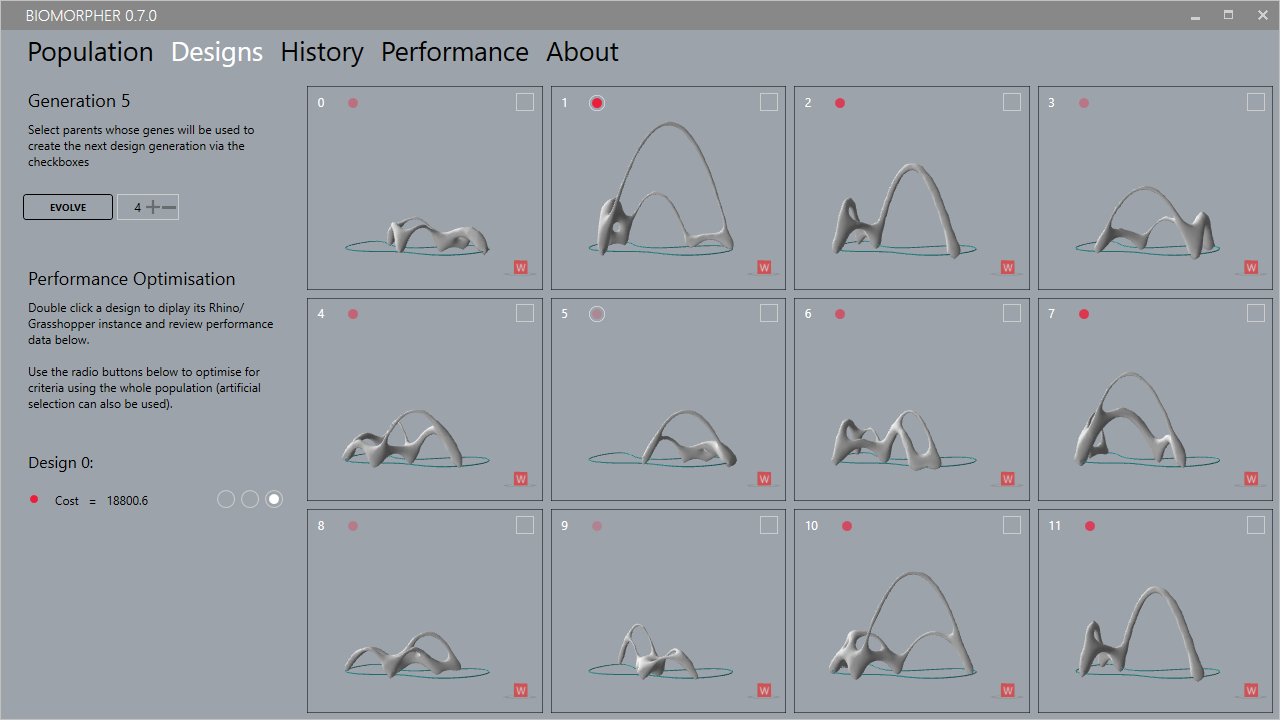 BIOMORPHER 0.7.0
Population Designs History Performance About
Generation 5
Select parents whose genes will be used to
create the next design generation via the
checkboxes
EVOLVE
4
Performance Optimisation
Double click a design to diplay its Rhino/
Grasshopper instance and review performance
data below.
Use the radio buttons below to optimise for
criteria using the whole population (artificial
selection can also be used).
Design 0:
Cost = 18800.6
0
1
2
3
W
W
W
W
4
5
6
7
W
W
W
W
8
9
10
11
W
W
W
W